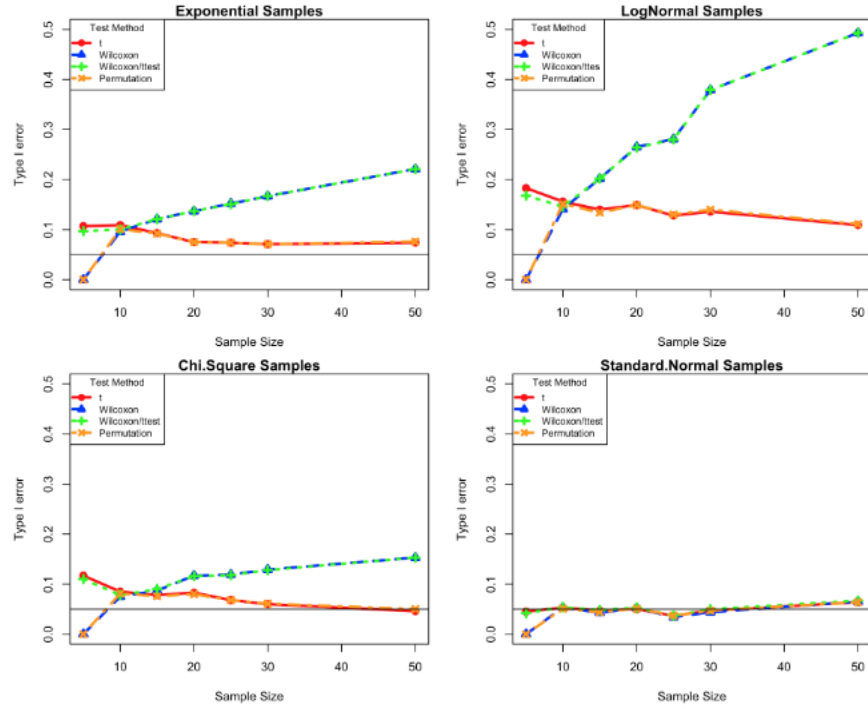 Exponential Samples
Test Method
t
Wilcoxon
Wilcoxon/ttest
Permutation
Type I error
0.0
0.1
0.2
0.3
0.4
0.5
10
20
30
40
50
Sample Size
LogNormal Samples
Test Method
t
Wilcoxon
Wilcoxon/ttest
Permutation
Type I error
0.0
0.1
0.2
0.3
0.4
0.5
10
20
30
40
50
Sample Size
Chi.Square Samples
Test Method
t
Wilcoxon
Wilcoxon/ttest
Permutation
Type I error
0.0
0.1
0.2
0.3
0.4
0.5
10
20
30
40
50
Sample Size
Standard.Normal Samples
Test Method
t
Wilcoxon
Wilcoxon/ttest
Permutation
Type I error
0.0
0.1
0.2
0.3
0.4
0.5
10
20
30
40
50
Sample Size